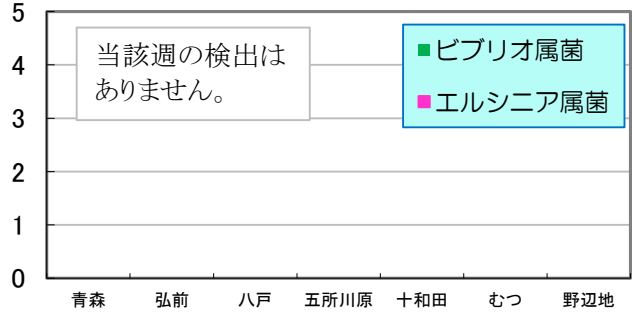 5
4
3
2
1
0
当該週の検出は
ありません。
ビブリオ属菌
エルシニア属菌
青森 弘前 八戸 五所川原 十和田 むつ 野辺地